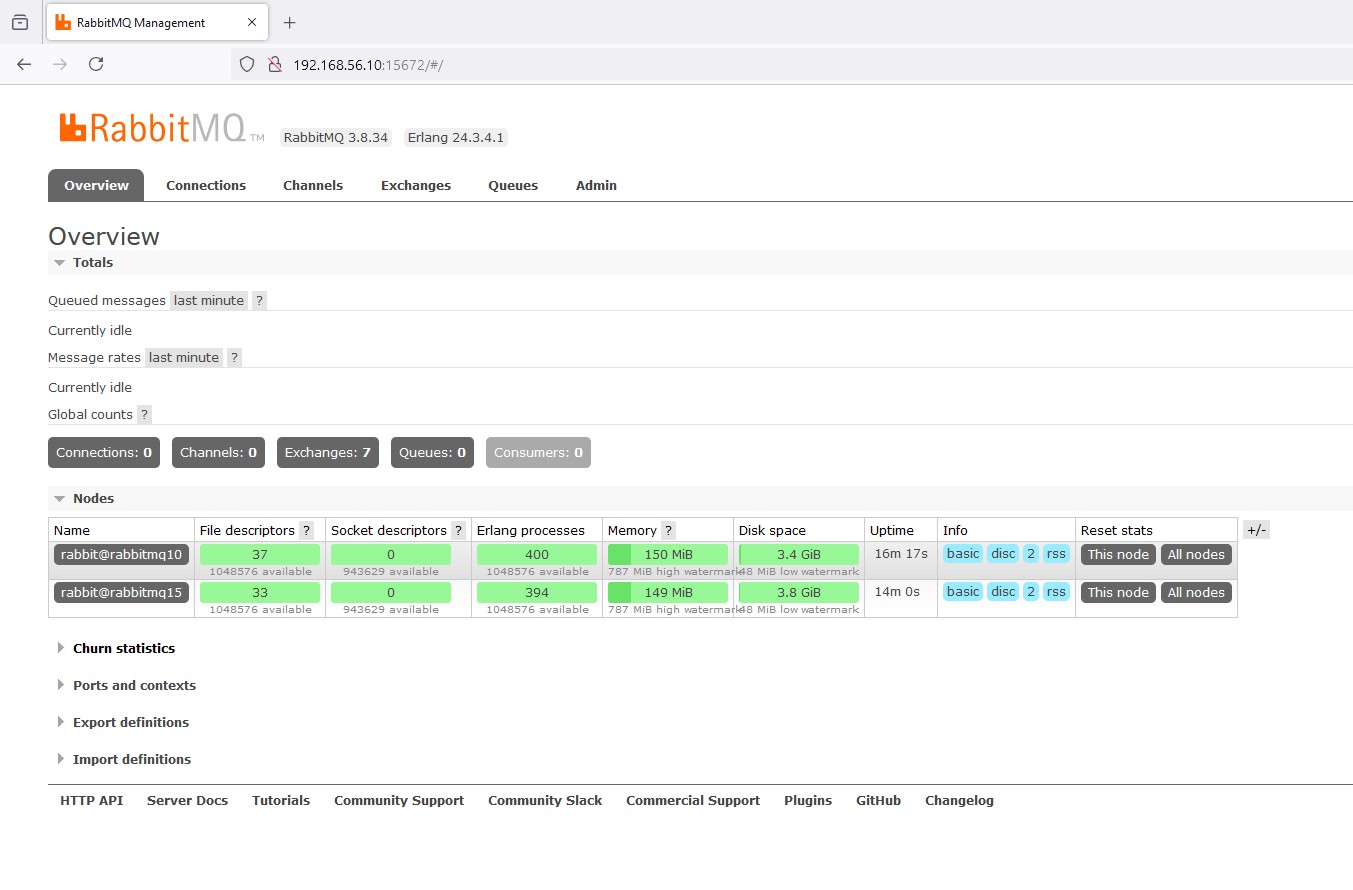 RabbitMQ Management
192.168.56.10:15672/#/
RabbitMQ TM RabbitMQ 3.8.34 Erlang 24.3.4.1
Overview Connections Channels Exchanges Queues Admin
Overview
Totals
Queued messages last minute ?
Currently idle
Message rates last minute ?
Currently idle
Global counts ?
Connections: 0 Channels: 0 Exchanges: 7 Queues: 0 Consumers: 0
Nodes
Name File descriptors ? Socket descriptors ? Erlang processes Memory ? Disk space Uptime Info Reset stats +/-
rabbit@rabbitmq10 37 0 400 150 MiB 3.4 GiB 16m 17s basic disc 2 rss This node All nodes
1048576 available 943629 available 1048576 available 787 MiB high watermark 48 MiB low watermark
rabbit@rabbitmq15 33 0 394 149 MiB 3.8 GiB 14m 0s basic disc 2 rss This node All nodes
1048576 available 943629 available 1048576 available 787 MiB high watermark 48 MiB low watermark
Churn statistics
Ports and contexts
Export definitions
Import definitions
HTTP API Server Docs Tutorials Community Support Community Slack Commercial Support Plugins GitHub Changelog